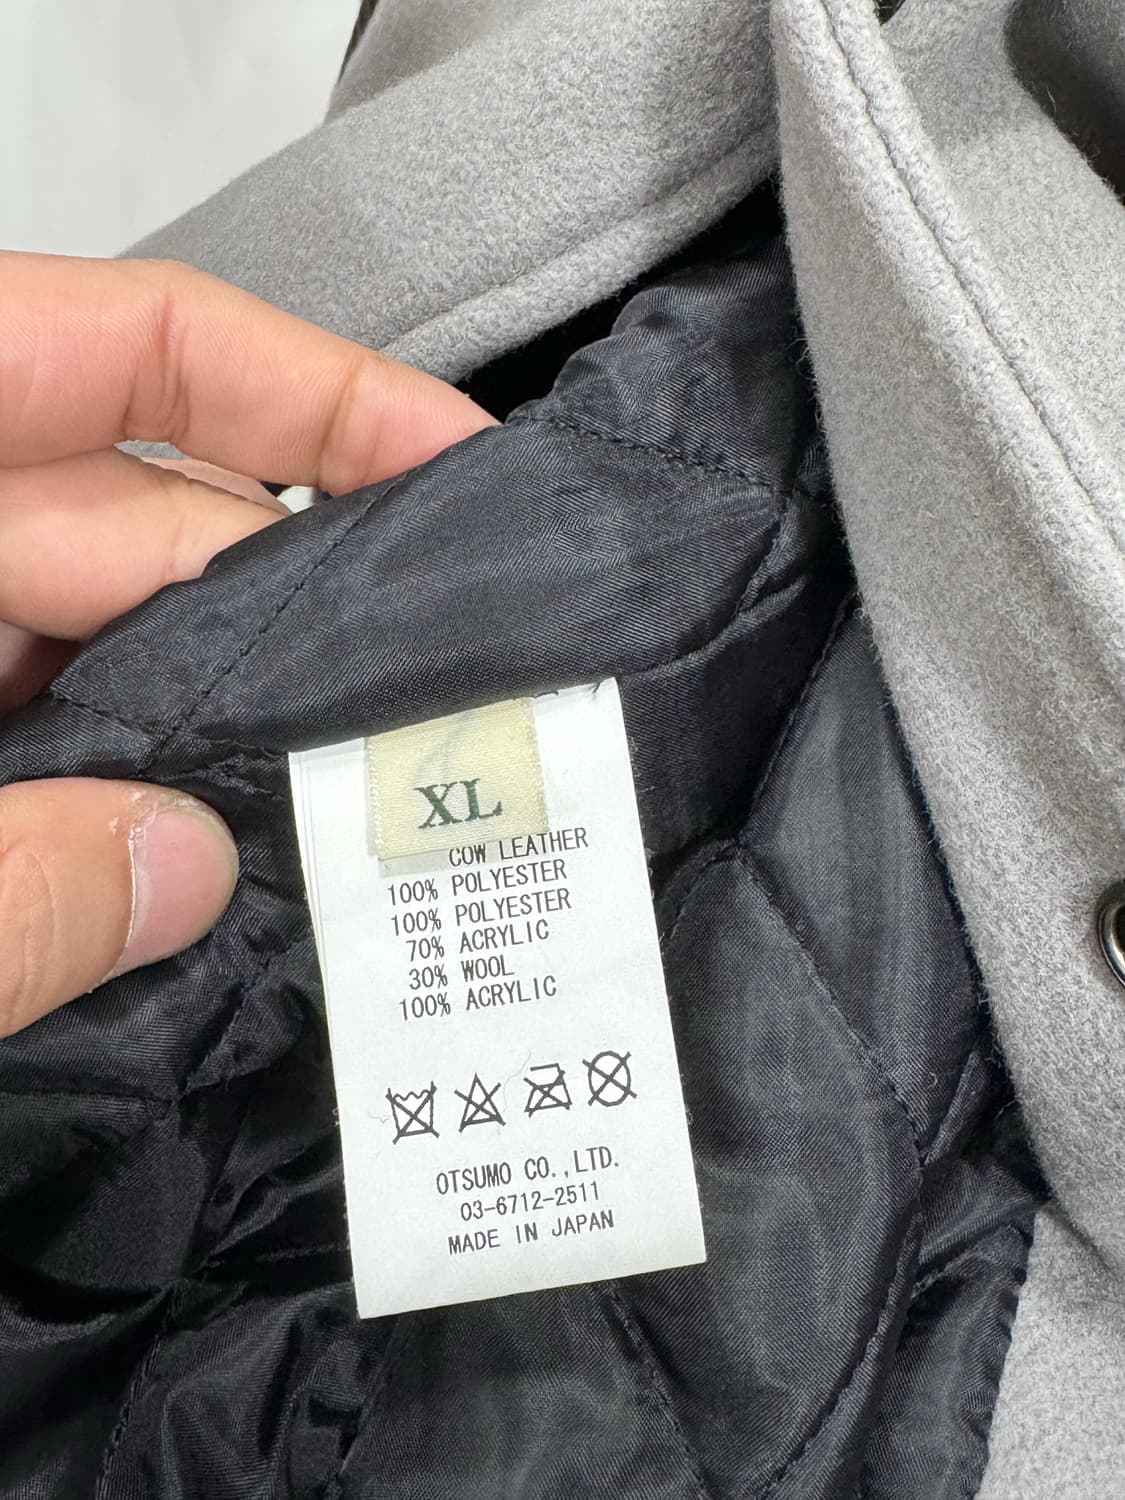 XL
COW LEATHER
100% POLYESTER
100% POLYESTER
70% ACRYLIC
30% WOOL
100% ACRYLIC
OTSUMO CO.,LTD.
03-6712-2511
MADE IN JAPAN